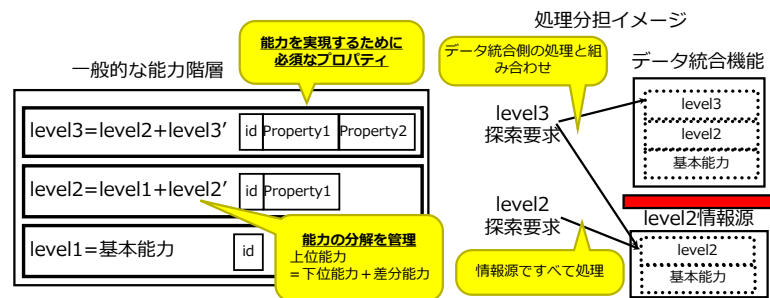 処理分担イメージ
能力を実現するために
必須なプロパティ
データ統合側の処理と組
み合わせ
一般的な能力階層
データ統合機能
level3=level2+level3′
id
Property1
Property2
level3
探索要求
level3
level2
基本能力
level2=level1+level2′
id
Property1
level2
探索要求
level2情報源
level1=基本能力
id
能力の分解を管理
上位能力
＝下位能力＋差分能力
情報源ですべて処理
level2
基本能力